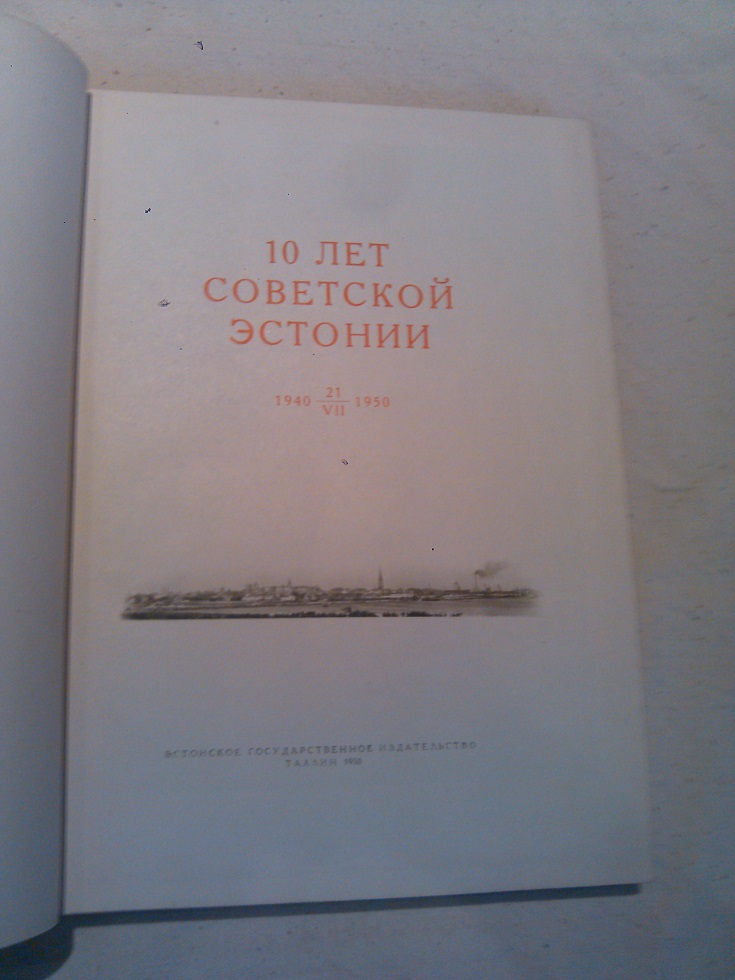 10 ЛЕТ
СОВЕТСКОЙ
ЭСТОНИИ
1940 21/VII 1950
ЭСТОНСКОЕ ГОСУДАРСТВЕННОЕ ИЗДАТЕЛЬСТВО
ТАЛЛИН 1950